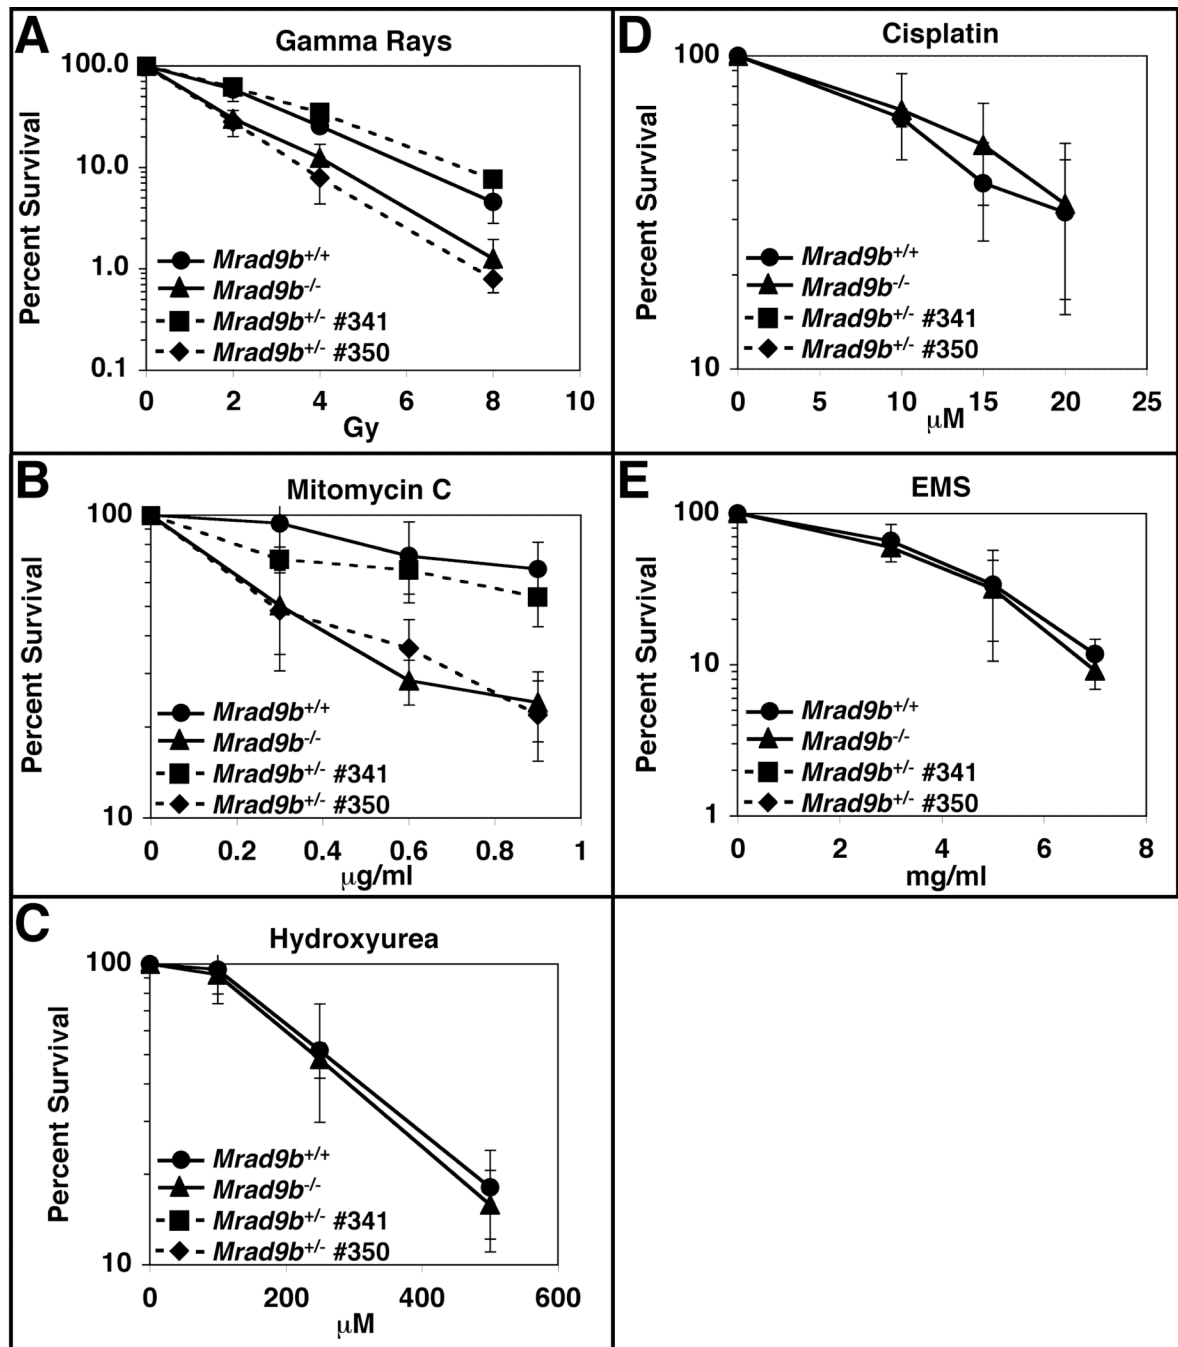 A
Gamma Rays
Percent Survival
100.0
10.0
1.0
0.1
Mrad9b+/+
Mrad9b-/-
Mrad9b+/- #341
Mrad9b+/- #350
0 2 4 6 8 10
Gy
B
Mitomycin C
Percent Survival
100
10
Mrad9b+/+
Mrad9b-/-
Mrad9b+/- #341
Mrad9b+/- #350
0 0.2 0.4 0.6 0.8 1
μg/ml
C
Hydroxyurea
Percent Survival
100
10
Mrad9b+/+
Mrad9b-/-
Mrad9b+/- #341
Mrad9b+/- #350
0 200 400 600
μM
D
Cisplatin
Percent Survival
100
10
Mrad9b+/+
Mrad9b-/-
Mrad9b+/- #341
Mrad9b+/- #350
0 5 10 15 20 25
μM
E
EMS
Percent Survival
100
10
1
Mrad9b+/+
Mrad9b-/-
Mrad9b+/- #341
Mrad9b+/- #350
0 2 4 6 8
mg/ml